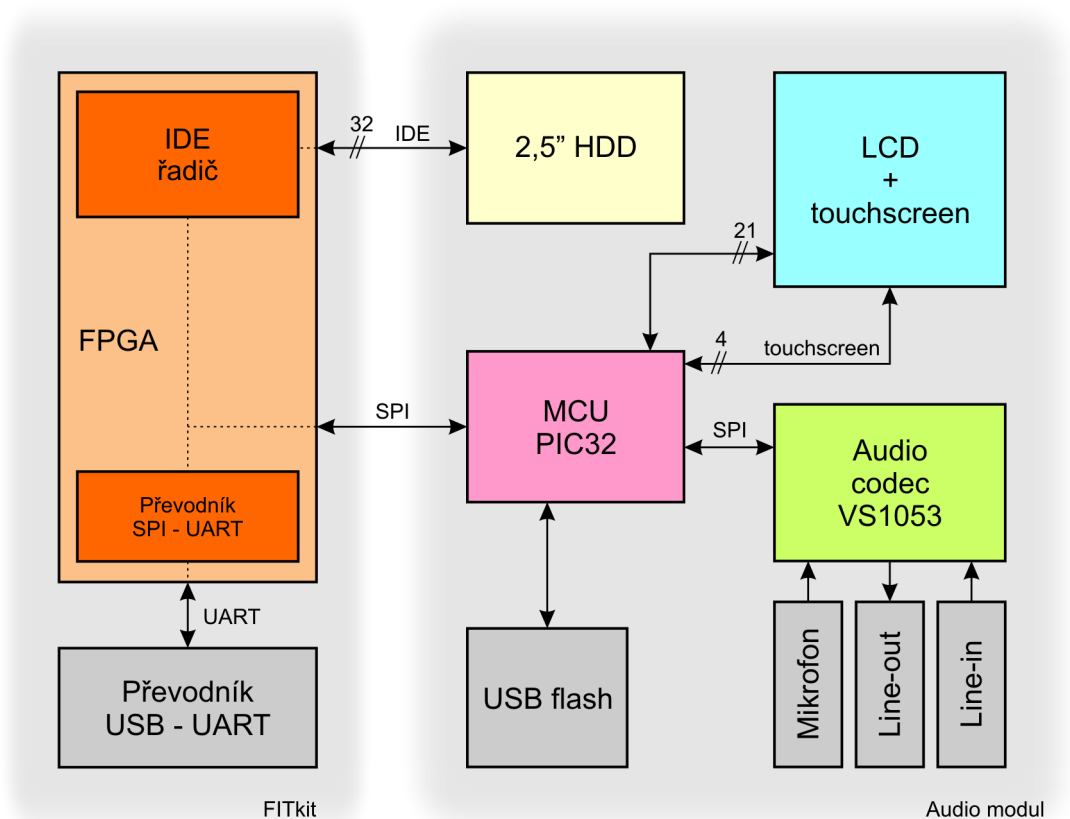 IDE
řadič
32
IDE
2,5” HDD
LCD
+
touchscreen
21
FPGA
4
touchscreen
SPI
MCU
PIC32
SPI
Audio
codec
VS1053
Převodník
SPI - UART
UART
Převodník
USB - UART
USB flash
Mikrofon
Line-out
Line-in
FITkit
Audio modul